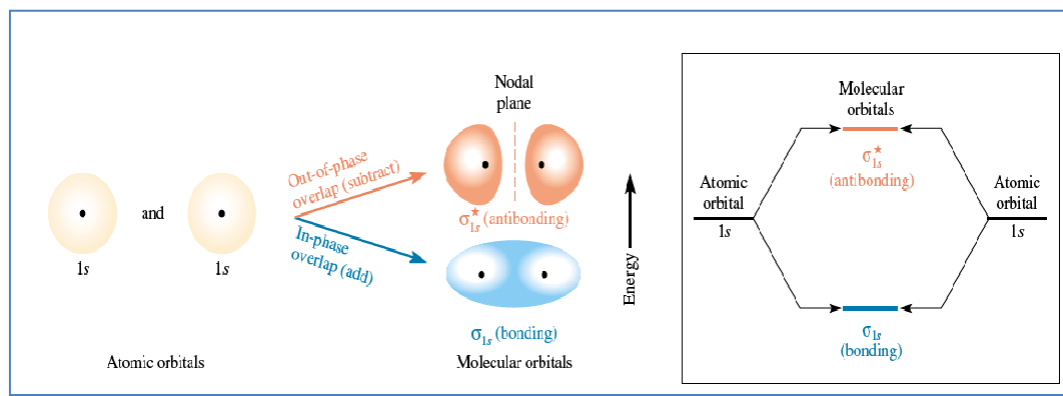 Nodal
plane
Out-of-phase
overlap (subtract)
σ★1s (antibonding)
and
1s
1s
In-phase
overlap (add)
σ1s (bonding)
Atomic orbitals
Molecular orbitals
Energy
Molecular
orbitals
σ★1s
(antibonding)
Atomic
orbital
1s
Atomic
orbital
1s
σ1s
(bonding)